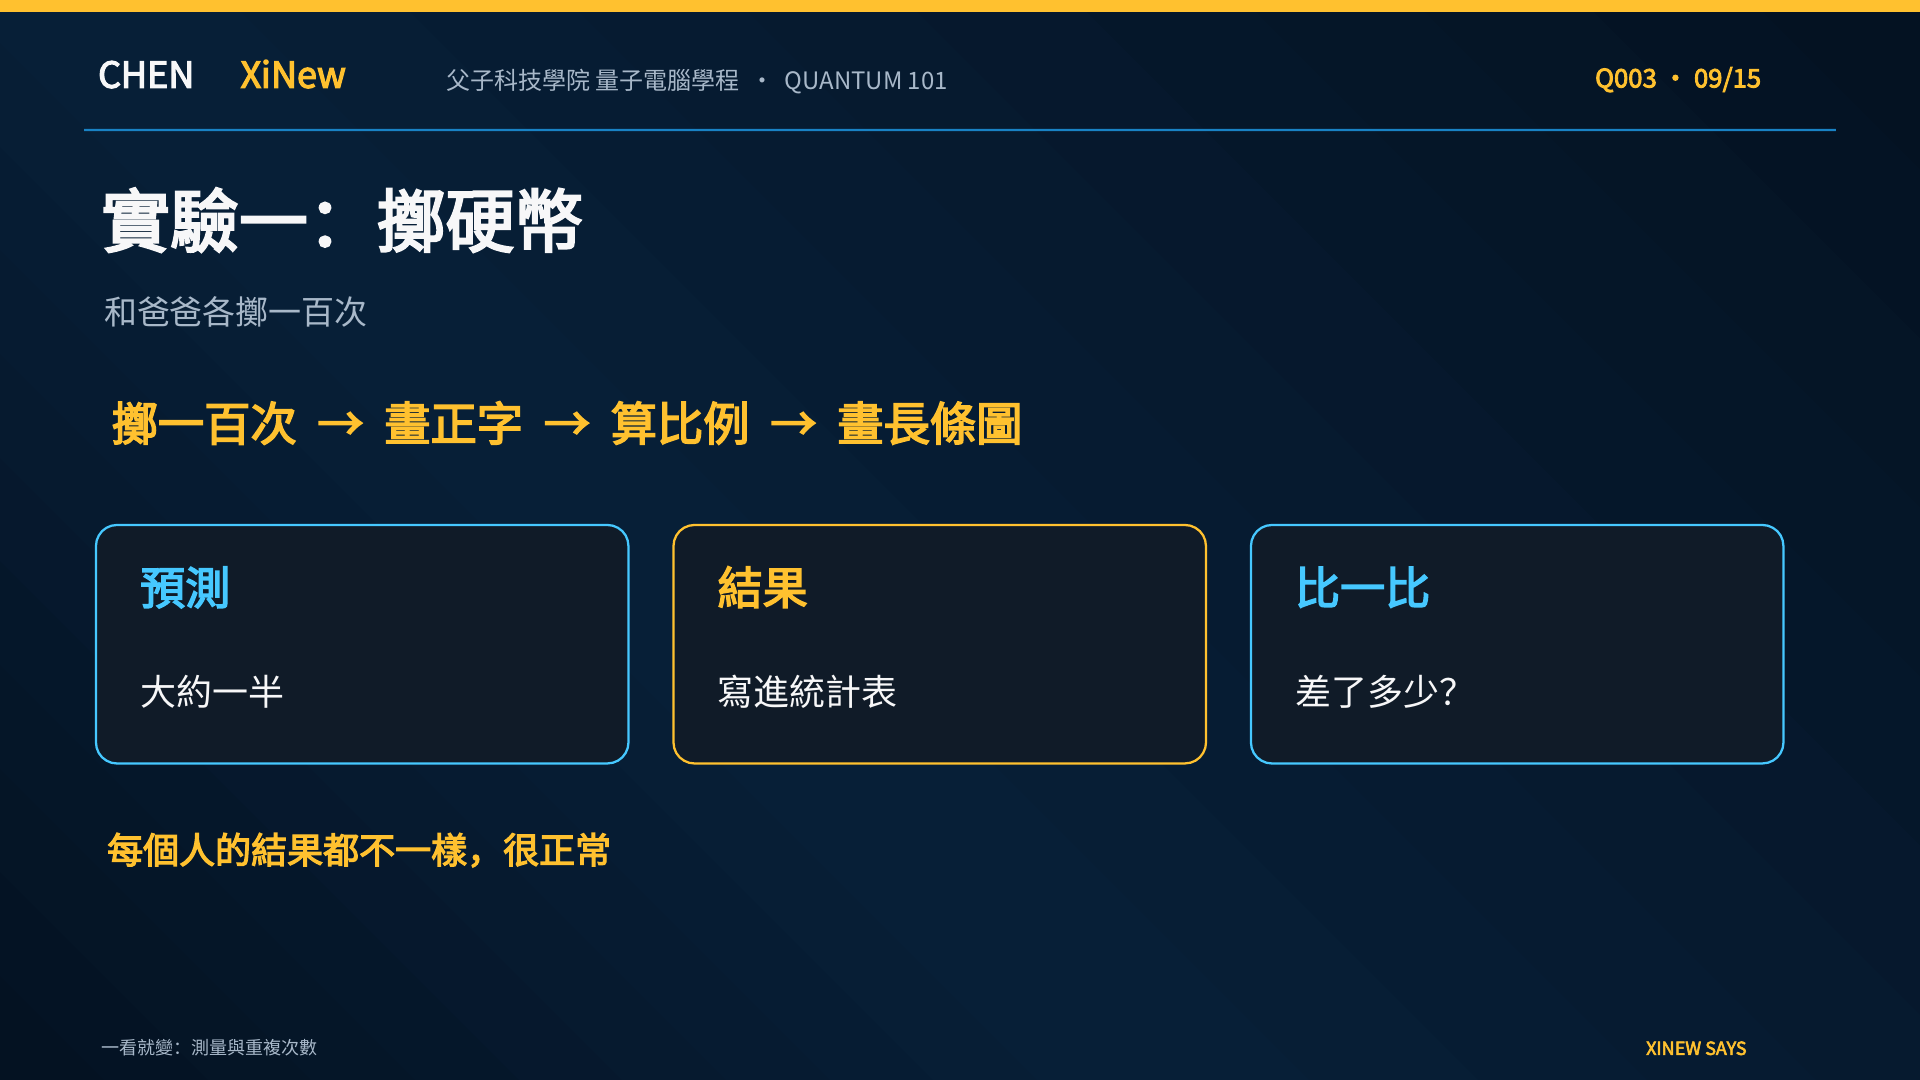 CHEN XiNew 父子科技學院 量子電腦學程 • QUANTUM 101 Q003 • 09/15
實驗一：擲硬幣
和爸爸各擲一百次
擲一百次 → 畫正字 → 算比例 → 畫長條圖
預測 結果 比一比
大約一半 寫進統計表 差了多少？
每個人的結果都不一樣，很正常
一看就變：測量與重複次數 XINEW SAYS